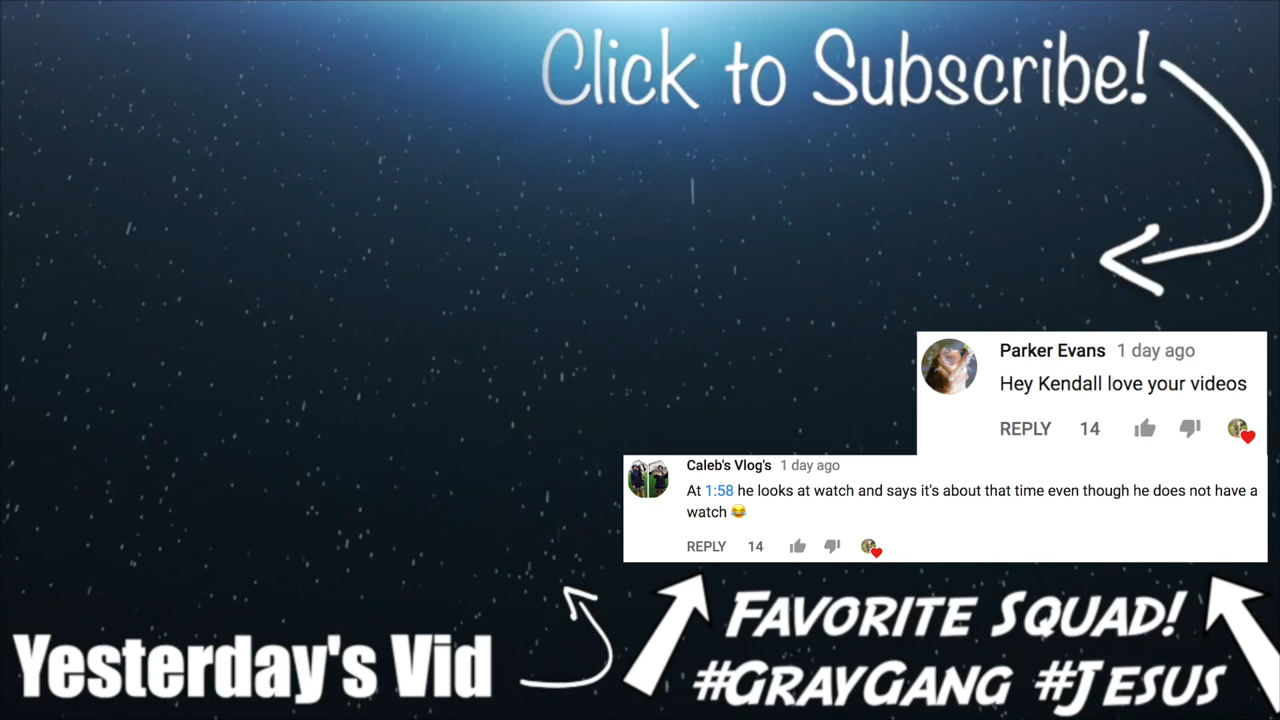 Click to Subscribe!
Parker Evans 1 day ago
Hey Kendall love your videos
REPLY 14
Caleb's Vlog's 1 day ago
At 1:58 he looks at watch and says it's about that time even though he does not have a
watch 😂
REPLY 14
Favorite Squad!
#GrayGang #Jesus
Yesterday's Vid